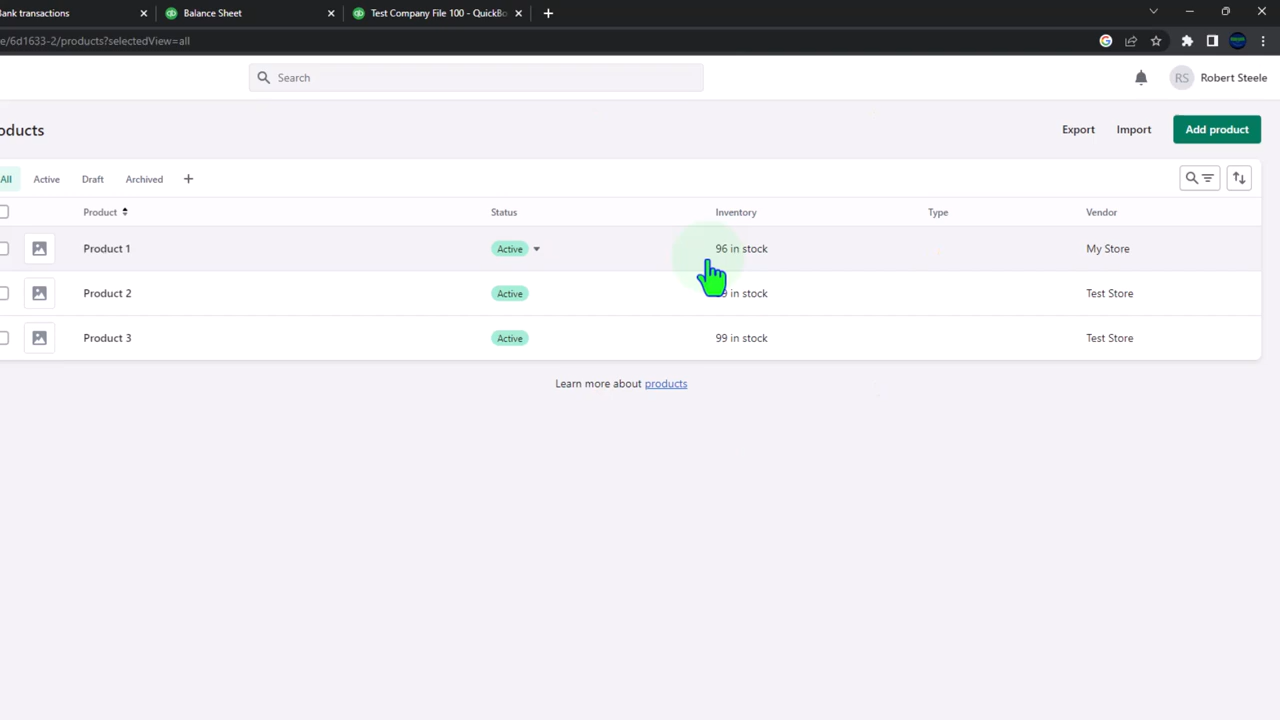 ank transactions
Balance Sheet
Test Company File 100 - QuickBo
e/6d1633-2/products?selectedView=all
Search
RS Robert Steele
oducts
Export Import Add product
All Active Draft Archived
Product Status Inventory Type Vendor
Product 1 Active 96 in stock My Store
Product 2 Active 9 in stock Test Store
Product 3 Active 99 in stock Test Store
Learn more about products